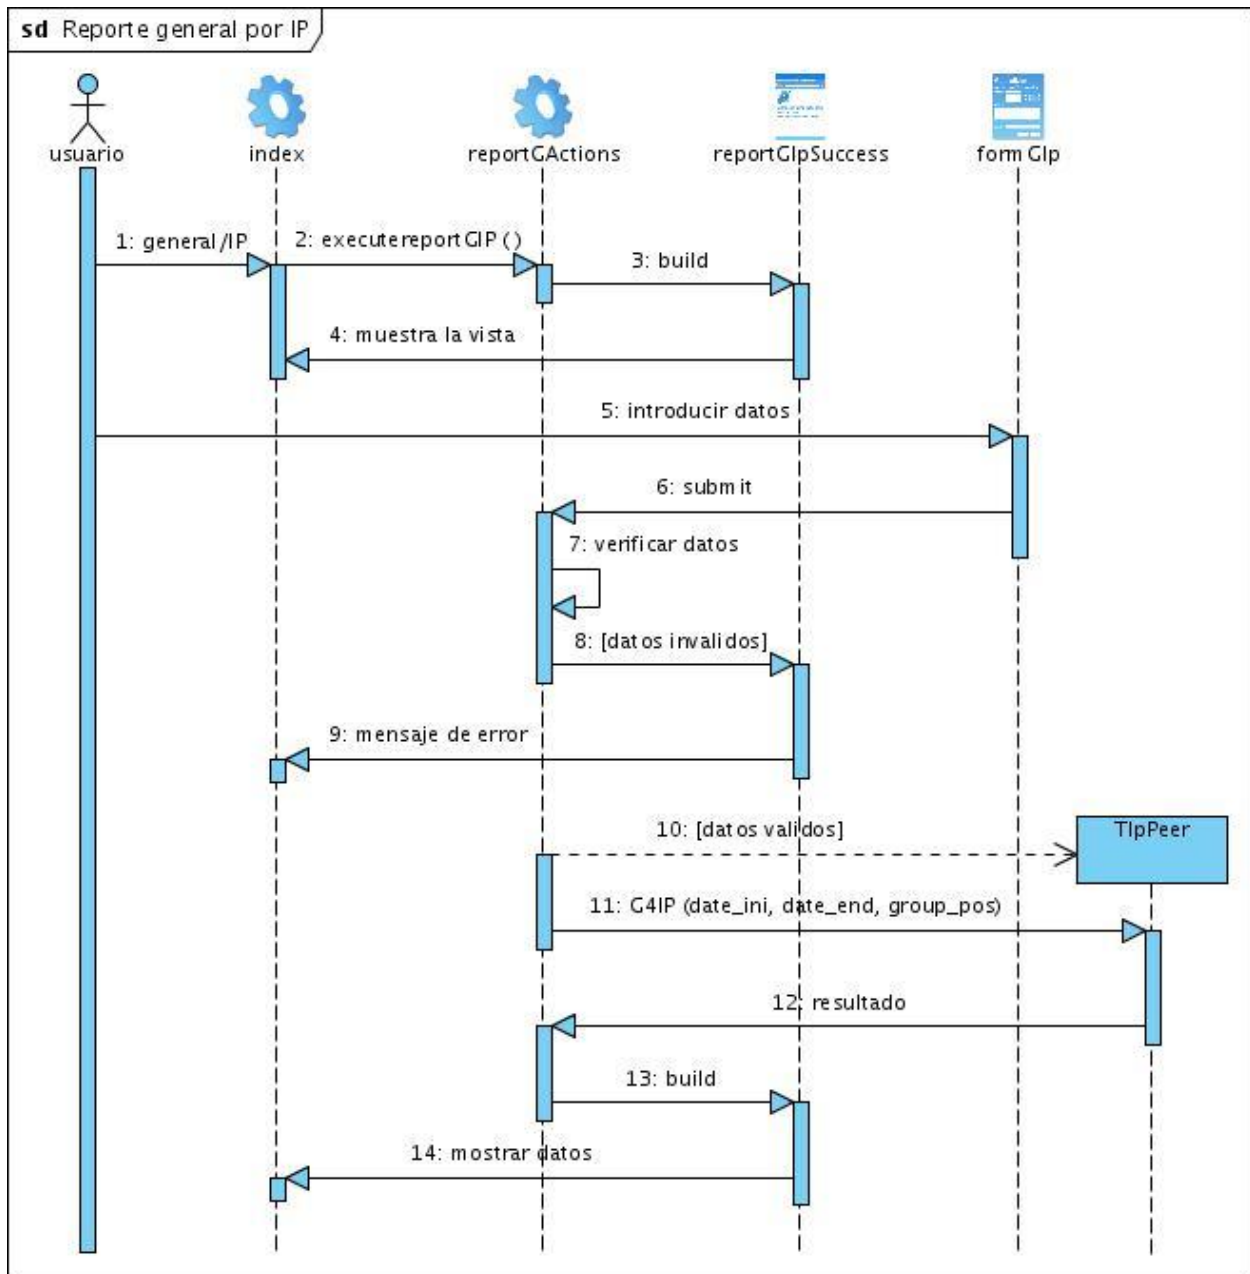 sd Reporte general por IP
usuario
index
reportGActions
reportGIpSuccess
formGIp
1: general/IP
2: executereportGIP()
3: build
4: muestra la vista
5: introducir datos
6: submit
7: verificar datos
8: [datos invalidos]
9: mensaje de error
10: [datos validos]
TIpPeer
11: G4IP (date_ini, date_end, group_pos)
12: resultado
13: build
14: mostrar datos